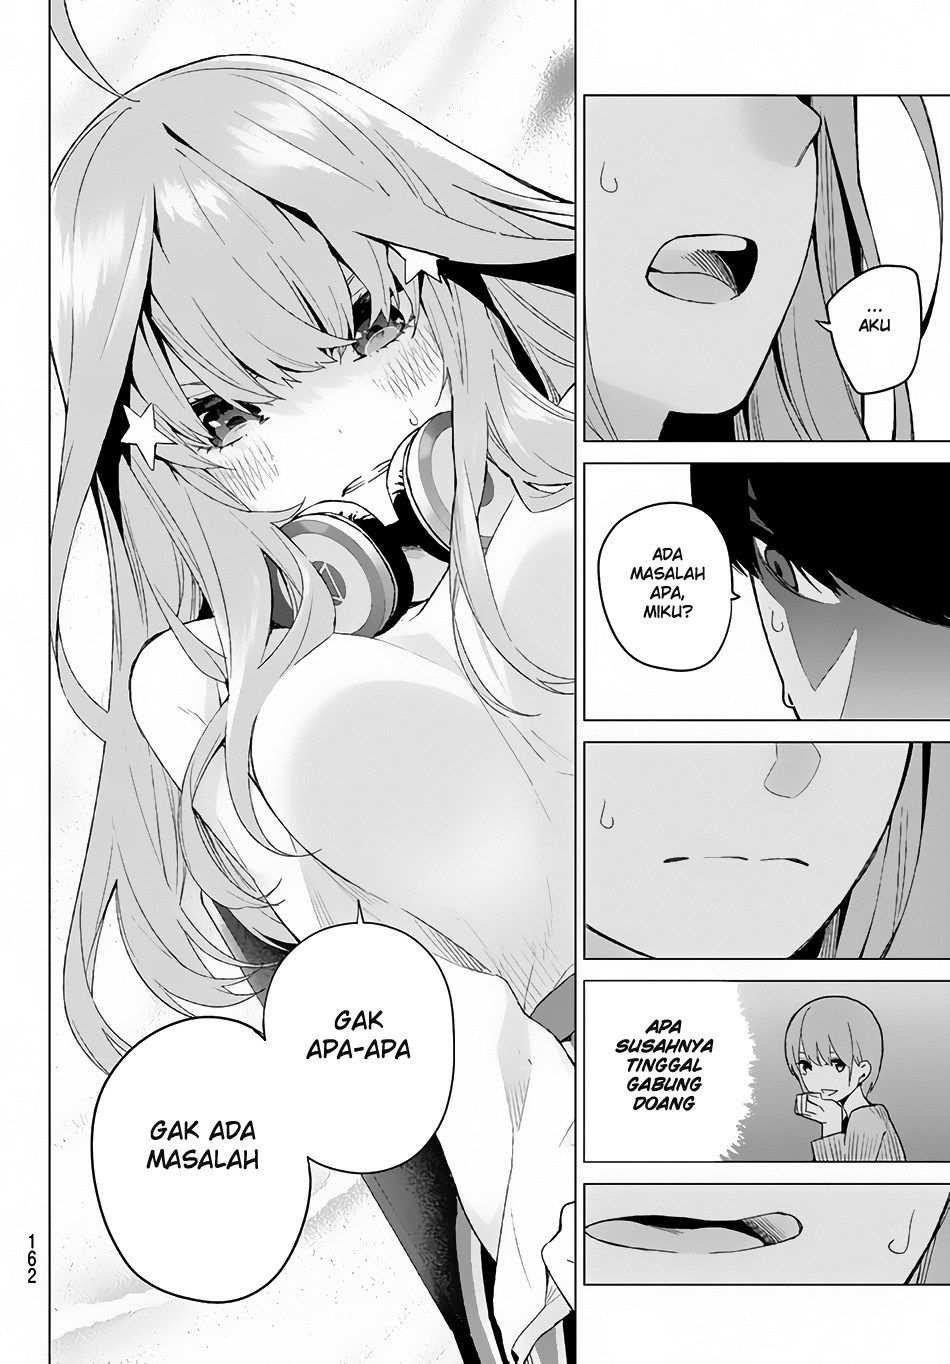 ...
AKU
ADA
MASALAH
APA,
MIKU?
APA
SUSAHNYA
TINGGAL
GABUNG
DOANG
GAK
APA-APA
GAK ADA
MASALAH
162